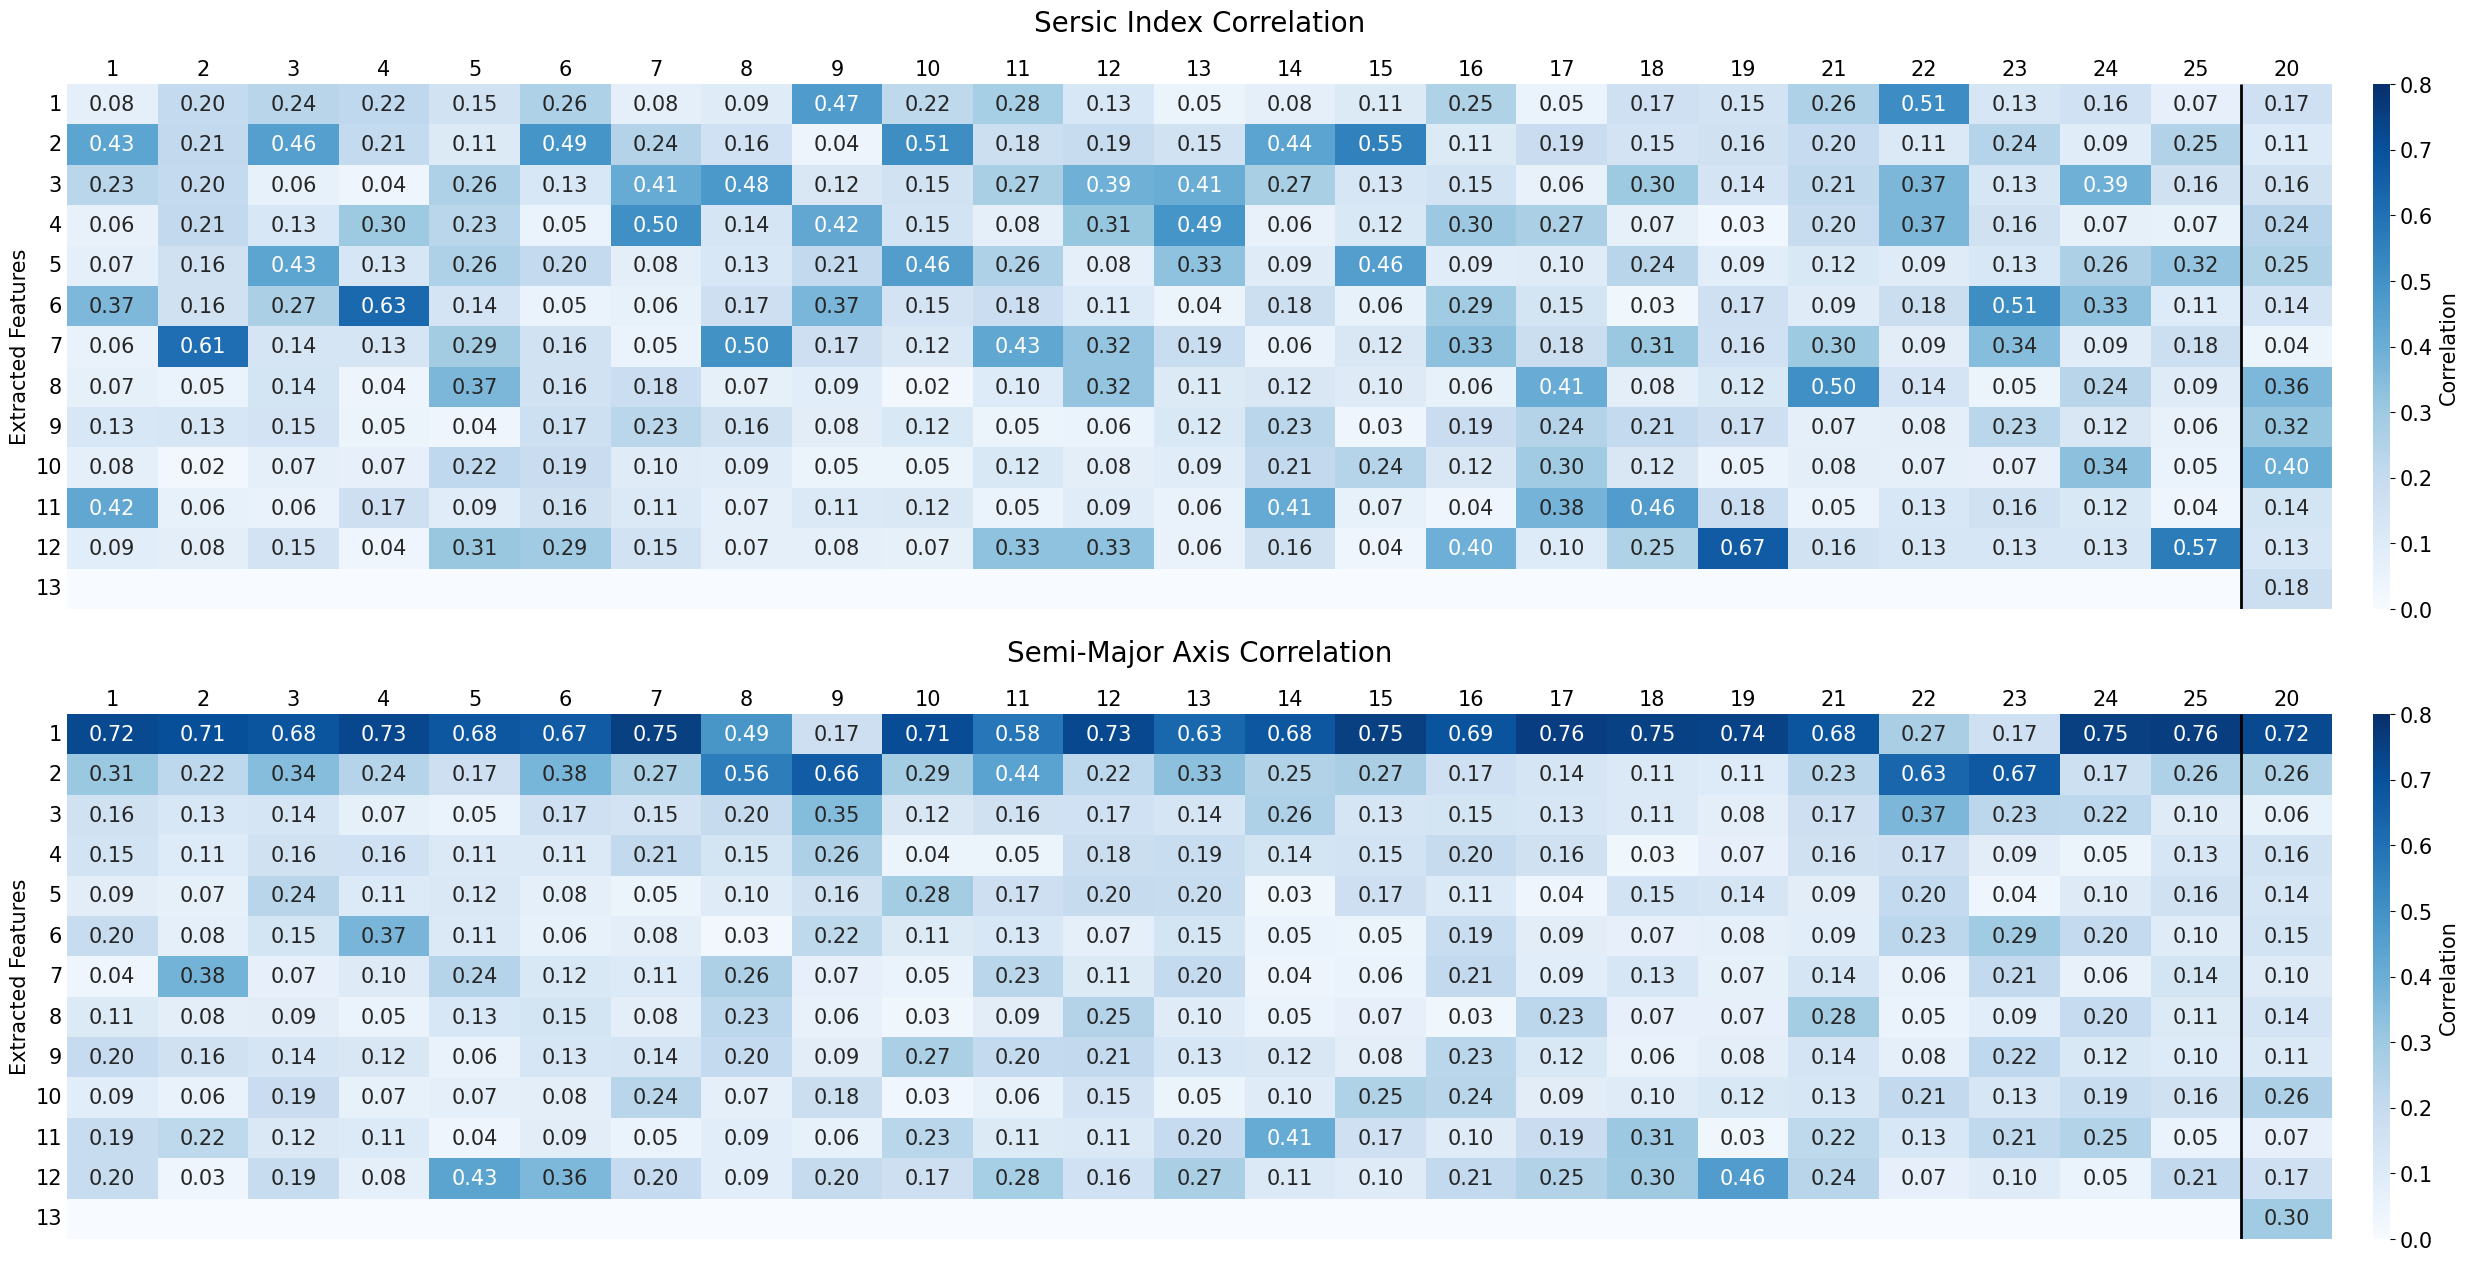 Sersic Index Correlation
1 2 3 4 5 6 7 8 9 10 11 12 13 14 15 16 17 18 19 21 22 23 24 25 20
1 0.08 0.20 0.24 0.22 0.15 0.26 0.08 0.09 0.47 0.22 0.28 0.13 0.05 0.08 0.11 0.25 0.05 0.17 0.15 0.26 0.51 0.13 0.16 0.07 0.17
2 0.43 0.21 0.46 0.21 0.11 0.49 0.24 0.16 0.04 0.51 0.18 0.19 0.15 0.44 0.55 0.11 0.19 0.15 0.16 0.20 0.11 0.24 0.09 0.25 0.11
3 0.23 0.20 0.06 0.04 0.26 0.13 0.41 0.48 0.12 0.15 0.27 0.39 0.41 0.27 0.13 0.15 0.06 0.30 0.14 0.21 0.37 0.13 0.39 0.16 0.16
4 0.06 0.21 0.13 0.30 0.23 0.05 0.50 0.14 0.42 0.15 0.08 0.31 0.49 0.06 0.12 0.30 0.27 0.07 0.03 0.20 0.37 0.16 0.07 0.07 0.24
5 0.07 0.16 0.43 0.13 0.26 0.20 0.08 0.13 0.21 0.46 0.26 0.08 0.33 0.09 0.46 0.09 0.10 0.24 0.09 0.12 0.09 0.13 0.26 0.32 0.25
6 0.37 0.16 0.27 0.63 0.14 0.05 0.06 0.17 0.37 0.15 0.18 0.11 0.04 0.18 0.06 0.29 0.15 0.03 0.17 0.09 0.18 0.51 0.33 0.11 0.14
7 0.06 0.61 0.14 0.13 0.29 0.16 0.05 0.50 0.17 0.12 0.43 0.32 0.19 0.06 0.12 0.33 0.18 0.31 0.16 0.30 0.09 0.34 0.09 0.18 0.04
8 0.07 0.05 0.14 0.04 0.37 0.16 0.18 0.07 0.09 0.02 0.10 0.32 0.11 0.12 0.10 0.06 0.41 0.08 0.12 0.50 0.14 0.05 0.24 0.09 0.36
9 0.13 0.13 0.15 0.05 0.04 0.17 0.23 0.16 0.08 0.12 0.05 0.06 0.12 0.23 0.03 0.19 0.24 0.21 0.17 0.07 0.08 0.23 0.12 0.06 0.32
10 0.08 0.02 0.07 0.07 0.22 0.19 0.10 0.09 0.05 0.05 0.12 0.08 0.09 0.21 0.24 0.12 0.30 0.12 0.05 0.08 0.07 0.07 0.34 0.05 0.40
11 0.42 0.06 0.06 0.17 0.09 0.16 0.11 0.07 0.11 0.12 0.05 0.09 0.06 0.41 0.07 0.04 0.38 0.46 0.18 0.05 0.13 0.16 0.12 0.04 0.14
12 0.09 0.08 0.15 0.04 0.31 0.29 0.15 0.07 0.08 0.07 0.33 0.33 0.06 0.16 0.04 0.40 0.10 0.25 0.67 0.16 0.13 0.13 0.13 0.57 0.13
13 0.18
Extracted Features
0.8
0.7
0.6
0.5
0.4
0.3
0.2
0.1
0.0
Correlation
Semi-Major Axis Correlation
1 2 3 4 5 6 7 8 9 10 11 12 13 14 15 16 17 18 19 21 22 23 24 25 20
1 0.72 0.71 0.68 0.73 0.68 0.67 0.75 0.49 0.17 0.71 0.58 0.73 0.63 0.68 0.75 0.69 0.76 0.75 0.74 0.68 0.27 0.17 0.75 0.76 0.72
2 0.31 0.22 0.34 0.24 0.17 0.38 0.27 0.56 0.66 0.29 0.44 0.22 0.33 0.25 0.27 0.17 0.14 0.11 0.11 0.23 0.63 0.67 0.17 0.26 0.26
3 0.16 0.13 0.14 0.07 0.05 0.17 0.15 0.20 0.35 0.12 0.16 0.17 0.14 0.26 0.13 0.15 0.13 0.11 0.08 0.17 0.37 0.23 0.22 0.10 0.06
4 0.15 0.11 0.16 0.16 0.11 0.11 0.21 0.15 0.26 0.04 0.05 0.18 0.19 0.14 0.15 0.20 0.16 0.03 0.07 0.16 0.17 0.09 0.05 0.13 0.16
5 0.09 0.07 0.24 0.11 0.12 0.08 0.05 0.10 0.16 0.28 0.17 0.20 0.20 0.03 0.17 0.11 0.04 0.15 0.14 0.09 0.20 0.04 0.10 0.16 0.14
6 0.20 0.08 0.15 0.37 0.11 0.06 0.08 0.03 0.22 0.11 0.13 0.07 0.15 0.05 0.05 0.19 0.09 0.07 0.08 0.09 0.23 0.29 0.20 0.10 0.15
7 0.04 0.38 0.07 0.10 0.24 0.12 0.11 0.26 0.07 0.05 0.23 0.11 0.20 0.04 0.06 0.21 0.09 0.13 0.07 0.14 0.06 0.21 0.06 0.14 0.10
8 0.11 0.08 0.09 0.05 0.13 0.15 0.08 0.23 0.06 0.03 0.09 0.25 0.10 0.05 0.07 0.03 0.23 0.07 0.07 0.28 0.05 0.09 0.20 0.11 0.14
9 0.20 0.16 0.14 0.12 0.06 0.13 0.14 0.20 0.09 0.27 0.20 0.21 0.13 0.12 0.08 0.23 0.12 0.06 0.08 0.14 0.08 0.22 0.12 0.10 0.11
10 0.09 0.06 0.19 0.07 0.07 0.08 0.24 0.07 0.18 0.03 0.06 0.15 0.05 0.10 0.25 0.24 0.09 0.10 0.12 0.13 0.21 0.13 0.19 0.16 0.26
11 0.19 0.22 0.12 0.11 0.04 0.09 0.05 0.09 0.06 0.23 0.11 0.11 0.20 0.41 0.17 0.10 0.19 0.31 0.03 0.22 0.13 0.21 0.25 0.05 0.07
12 0.20 0.03 0.19 0.08 0.43 0.36 0.20 0.09 0.20 0.17 0.28 0.16 0.27 0.11 0.10 0.21 0.25 0.30 0.46 0.24 0.07 0.10 0.05 0.21 0.17
13 0.30
Extracted Features
0.8
0.7
0.6
0.5
0.4
0.3
0.2
0.1
0.0
Correlation